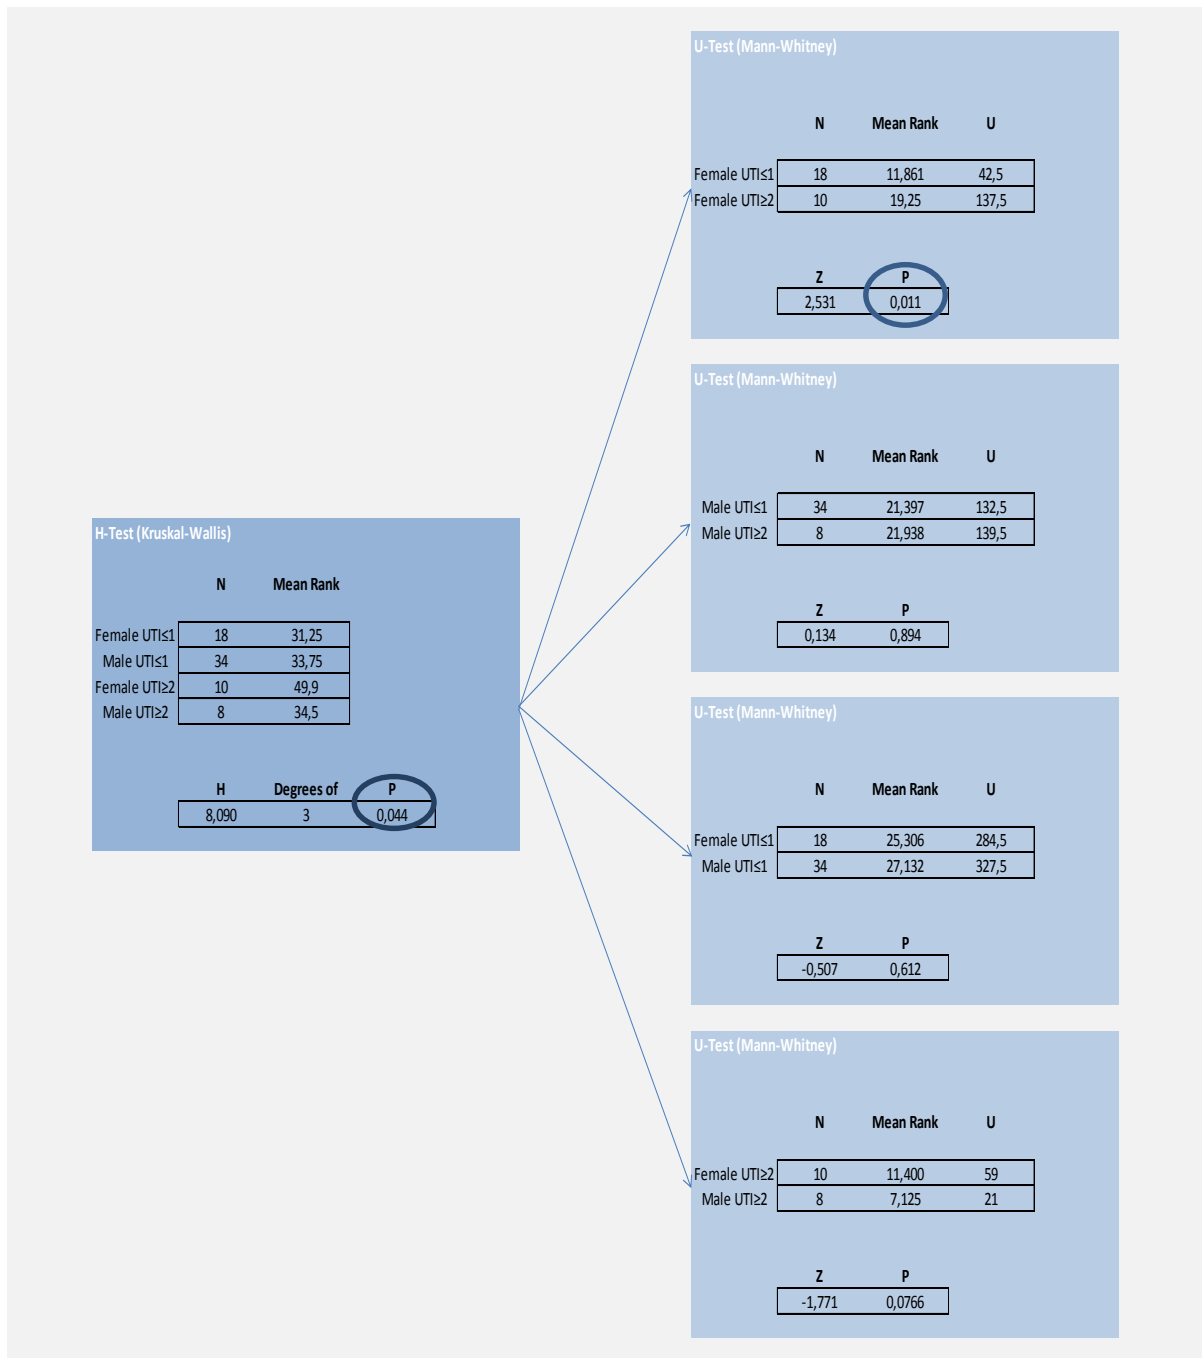 H-Test (Kruskal-Wallis)
N Mean Rank
Female UTI≤1 18 31,25
Male UTI≤1 34 33,75
Female UTI≥2 10 49,9
Male UTI≥2 8 34,5
H Degrees of P
8,090 3 0,044
U-Test (Mann-Whitney)
N Mean Rank U
Female UTI≤1 18 11,861 42,5
Female UTI≥2 10 19,25 137,5
Z P
2,531 0,011
U-Test (Mann-Whitney)
N Mean Rank U
Male UTI≤1 34 21,397 132,5
Male UTI≥2 8 21,938 139,5
Z P
0,134 0,894
U-Test (Mann-Whitney)
N Mean Rank U
Female UTI≤1 18 25,306 284,5
Male UTI≤1 34 27,132 327,5
Z P
-0,507 0,612
U-Test (Mann-Whitney)
N Mean Rank U
Female UTI≥2 10 11,400 59
Male UTI≥2 8 7,125 21
Z P
-1,771 0,0766